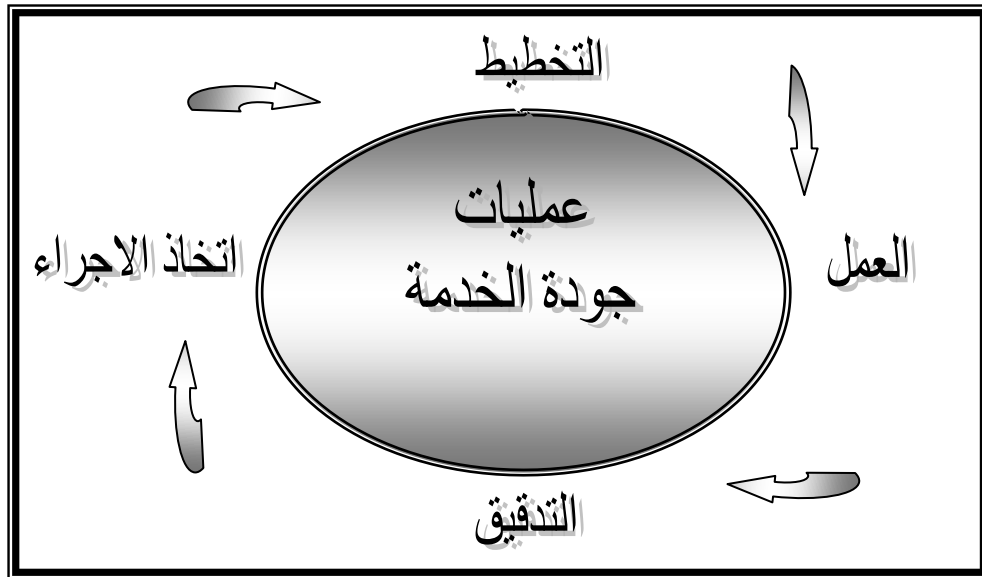 التخطيط
عمليات
جودة الخدمة
العمل
اتخاذ الاجراء
التدقيق